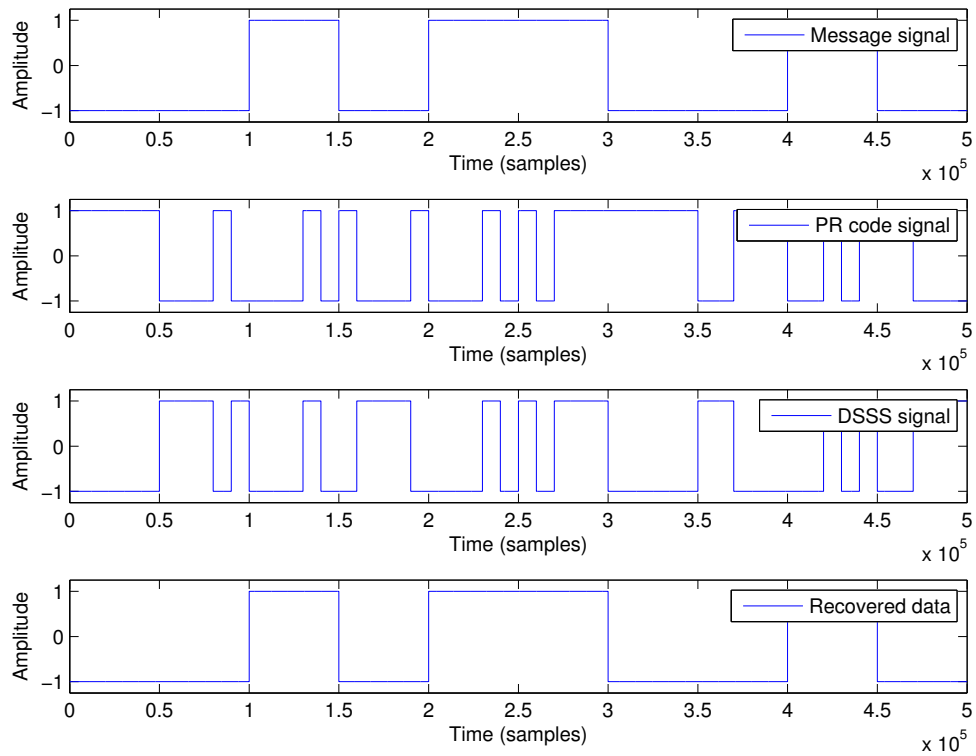 1
0
−1
Amplitude
Message signal
0 0.5 1 1.5 2 2.5 3 3.5 4 4.5 5
Time (samples)
x 10^5
1
0
−1
Amplitude
PR code signal
0 0.5 1 1.5 2 2.5 3 3.5 4 4.5 5
Time (samples)
x 10^5
1
0
−1
Amplitude
DSSS signal
0 0.5 1 1.5 2 2.5 3 3.5 4 4.5 5
Time (samples)
x 10^5
1
0
−1
Amplitude
Recovered data
0 0.5 1 1.5 2 2.5 3 3.5 4 4.5 5
Time (samples)
x 10^5